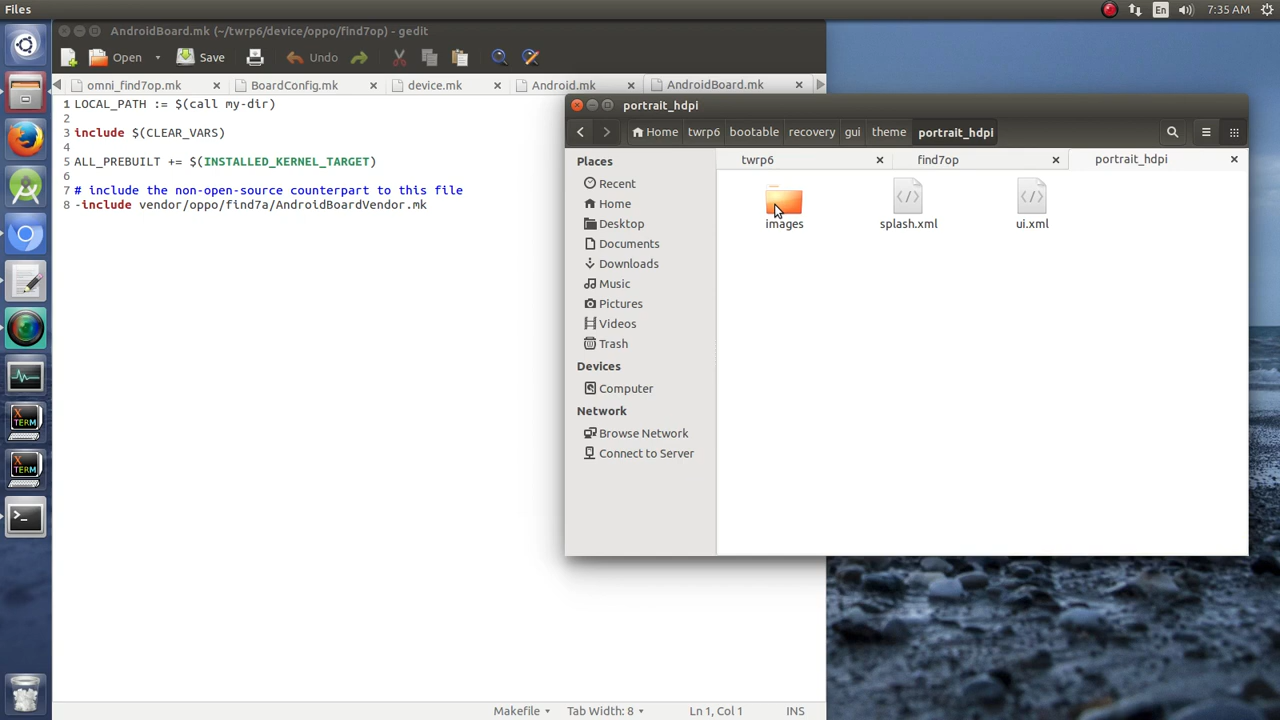 Files
En
7:35 AM
AndroidBoard.mk (~/twrp6/device/oppo/find7op) - gedit
Open
Save
Undo
omni_find7op.mk
BoardConfig.mk
device.mk
Android.mk
AndroidBoard.mk
1 LOCAL_PATH := $(call my-dir)
2
3 include $(CLEAR_VARS)
4
5 ALL_PREBUILT += $(INSTALLED_KERNEL_TARGET)
6
7 # include the non-open-source counterpart to this file
8 -include vendor/oppo/find7a/AndroidBoardVendor.mk
portrait_hdpi
Home
twrp6
bootable
recovery
gui
theme
portrait_hdpi
Places
Recent
Home
Desktop
Documents
Downloads
Music
Pictures
Videos
Trash
Devices
Computer
Network
Browse Network
Connect to Server
twrp6
find7op
portrait_hdpi
images
splash.xml
ui.xml
X
TERM
X
TERM
Makefile
Tab Width: 8
Ln 1, Col 1
INS